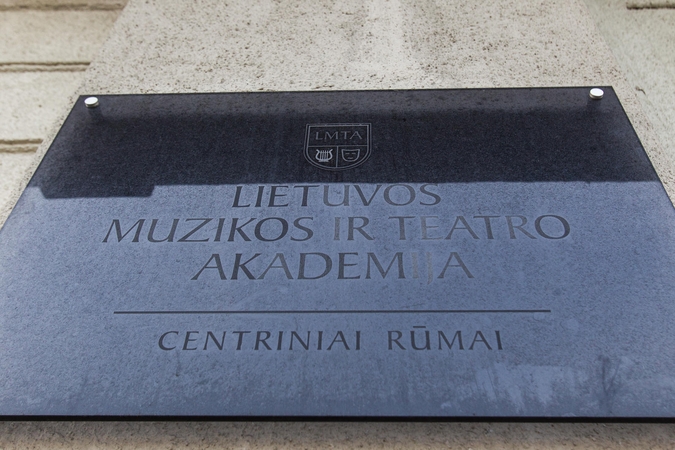 LMTA
LIETUVOS
MUZIKOS IR TEATRO
AKADEMIJA
CENTRINIAI RŪMAI